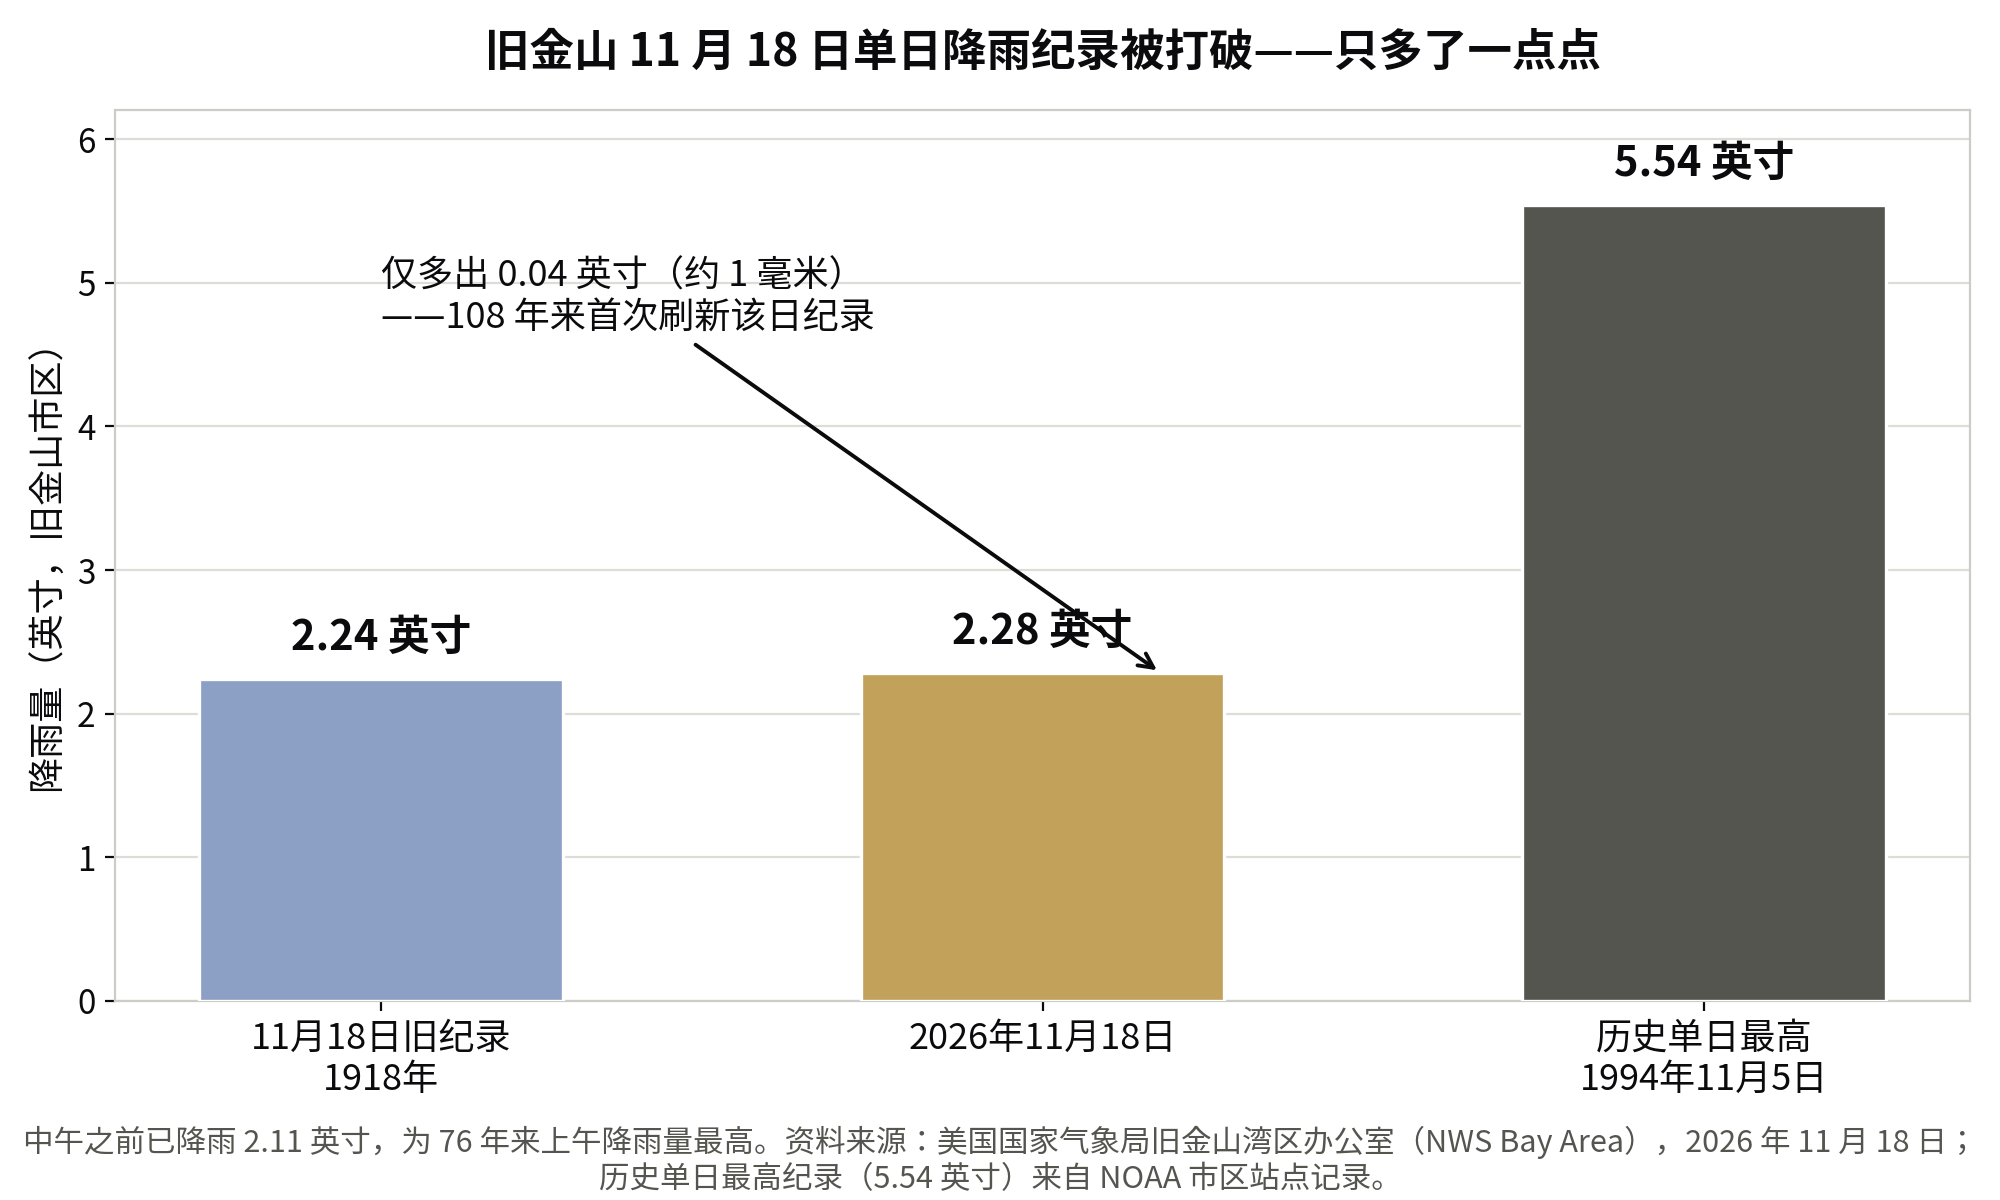 旧金山 11 月 18 日单日降雨纪录被打破——只多了一点点
降雨量（英寸，旧金山市区）
6
5
4
3
2
1
0
5.54 英寸
仅多出 0.04 英寸（约 1 毫米）
——108 年来首次刷新该日纪录
2.24 英寸
2.28 英寸
11月18日旧纪录
1918年
2026年11月18日
历史单日最高
1994年11月5日
中午之前已降雨 2.11 英寸，为 76 年来上午降雨量最高。资料来源：美国国家气象局旧金山湾区办公室（NWS Bay Area），2026 年 11 月 18 日；
历史单日最高纪录（5.54 英寸）来自 NOAA 市区站点记录。